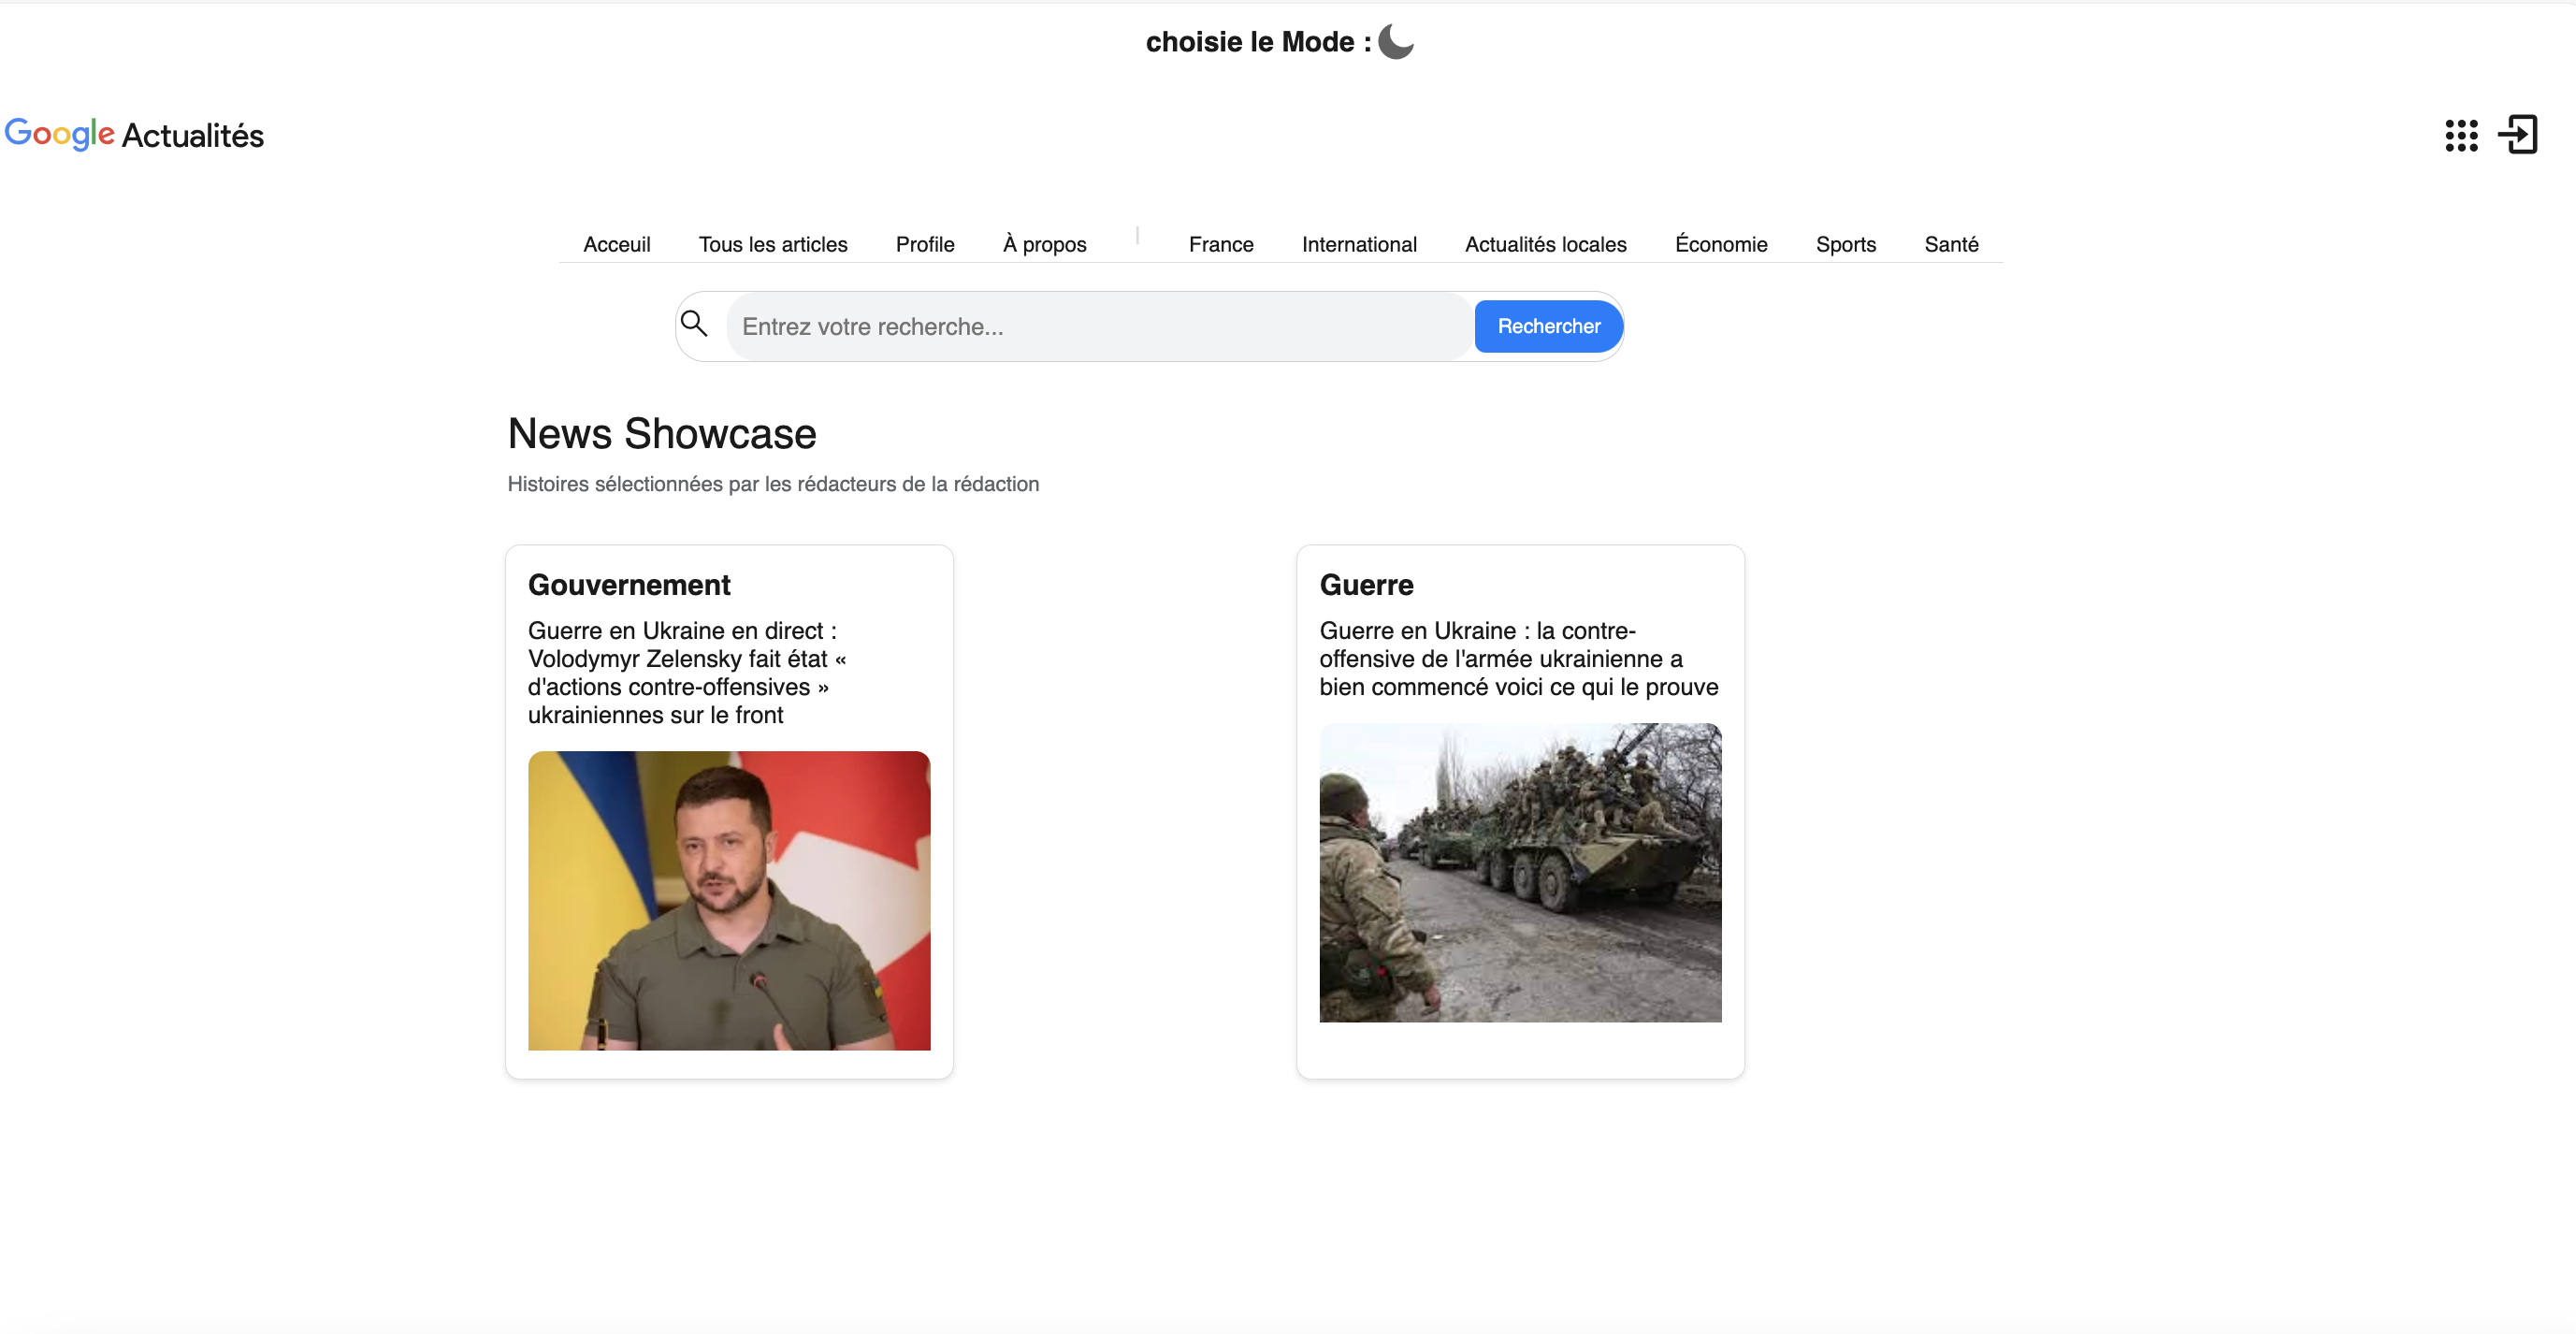 choisie le Mode :
Google Actualités
Acceuil Tous les articles Profile À propos | France International Actualités locales Économie Sports Santé
Entrez votre recherche... Rechercher
News Showcase
Histoires sélectionnées par les rédacteurs de la rédaction
Gouvernement
Guerre en Ukraine en direct :
Volodymyr Zelensky fait état «
d'actions contre-offensives »
ukrainiennes sur le front
Guerre
Guerre en Ukraine : la contre-
offensive de l'armée ukrainienne a
bien commencé voici ce qui le prouve